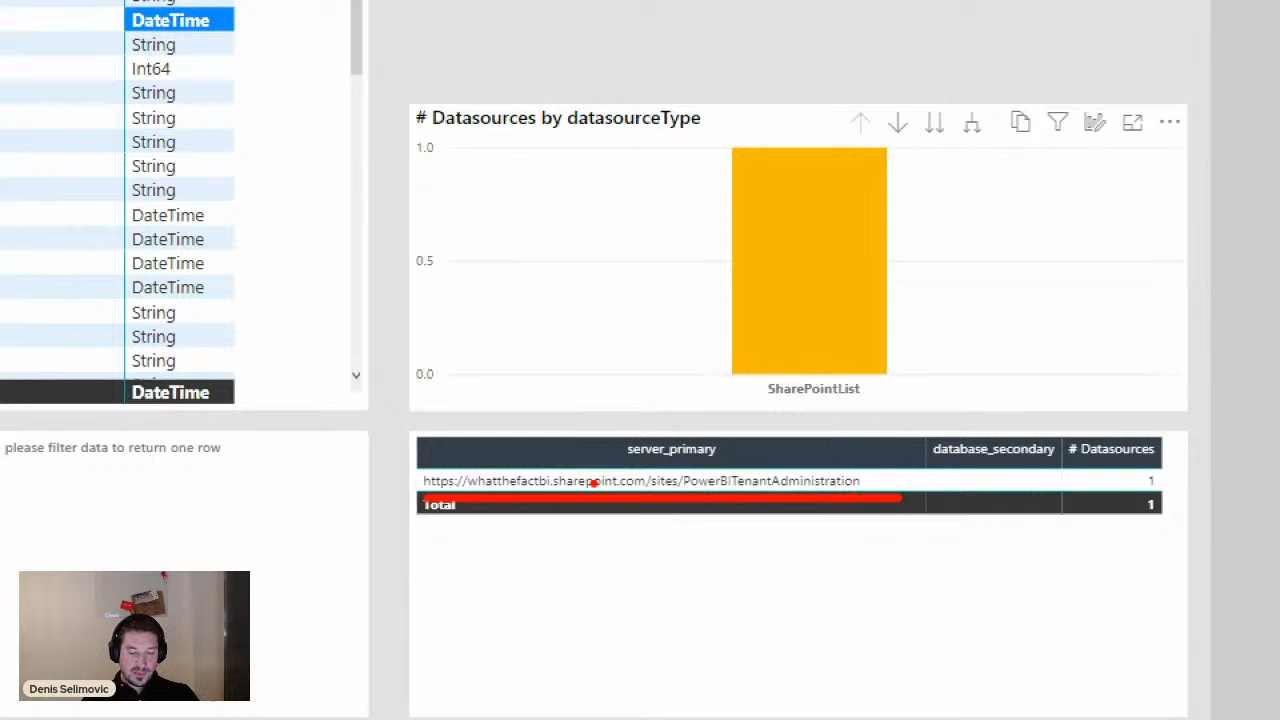 DateTime
String
Int64
String
String
String
String
String
DateTime
DateTime
DateTime
DateTime
String
String
String
DateTime
please filter data to return one row
# Datasources by datasourceType
1.0
0.5
0.0
SharePointList
server_primary database_secondary # Datasources
https://whatthefactbi.sharepoint.com/sites/PowerBITenantAdministration 1
Total 1
Denis Selimovic